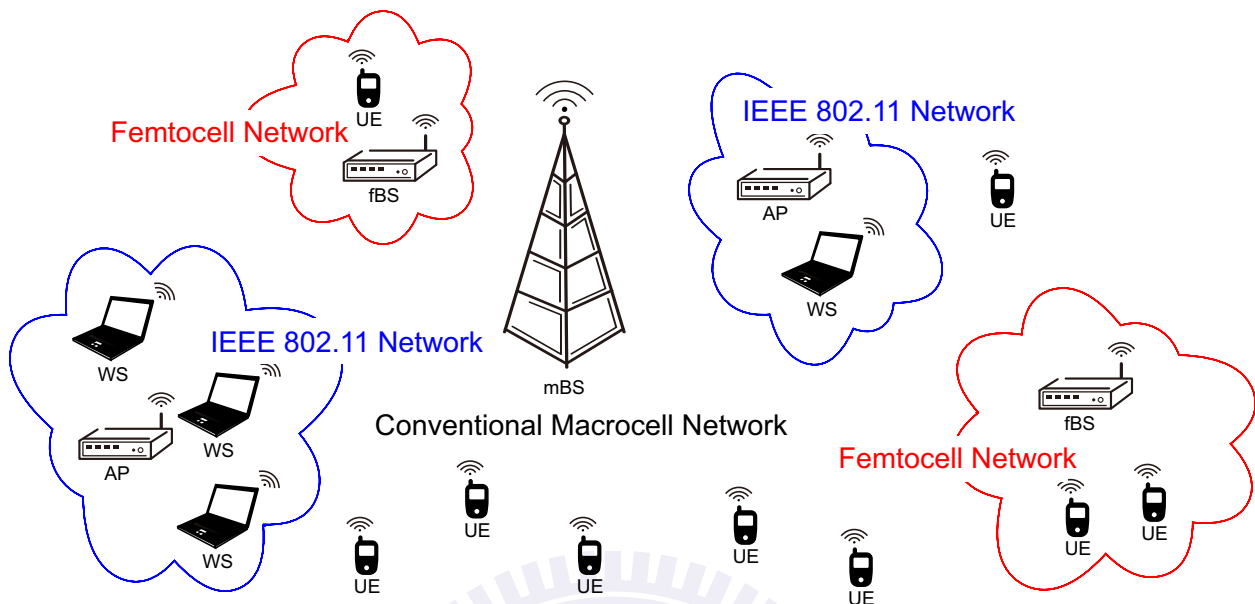 UE
Femtocell Network
fBS
IEEE 802.11 Network
AP
UE
WS
WS
IEEE 802.11 Network
WS
AP
WS
mBS
Conventional Macrocell Network
fBS
Femtocell Network
UE
UE
UE
UE
UE
UE
UE